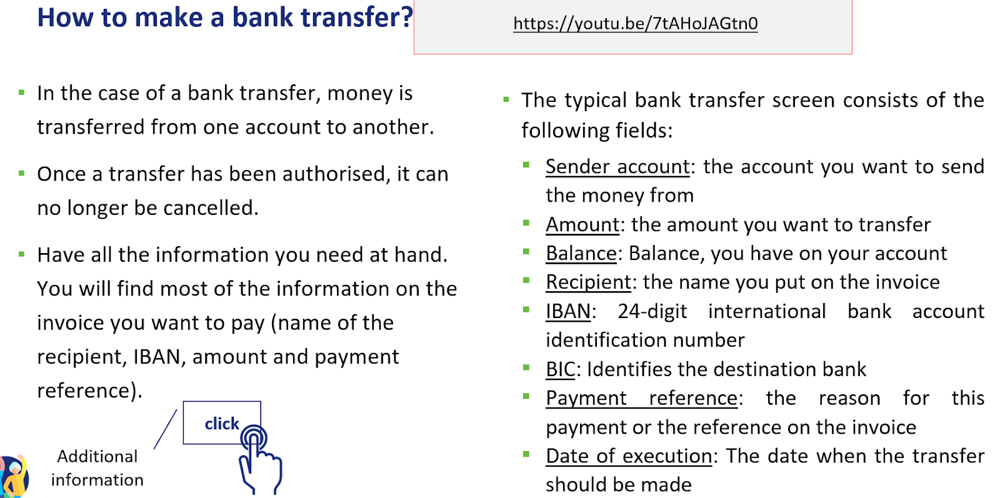 How to make a bank transfer?
https://youtu.be/7tAHoJAGtn0
In the case of a bank transfer, money is
transferred from one account to another.
Once a transfer has been authorised, it can
no longer be cancelled.
Have all the information you need at hand.
You will find most of the information on the
invoice you want to pay (name of the
recipient, IBAN, amount and payment
reference).
click
Additional
information
The typical bank transfer screen consists of the
following fields:
Sender account: the account you want to send
the money from
Amount: the amount you want to transfer
Balance: Balance, you have on your account
Recipient: the name you put on the invoice
IBAN: 24-digit international bank account
identification number
BIC: Identifies the destination bank
Payment reference: the reason for this
payment or the reference on the invoice
Date of execution: The date when the transfer
should be made